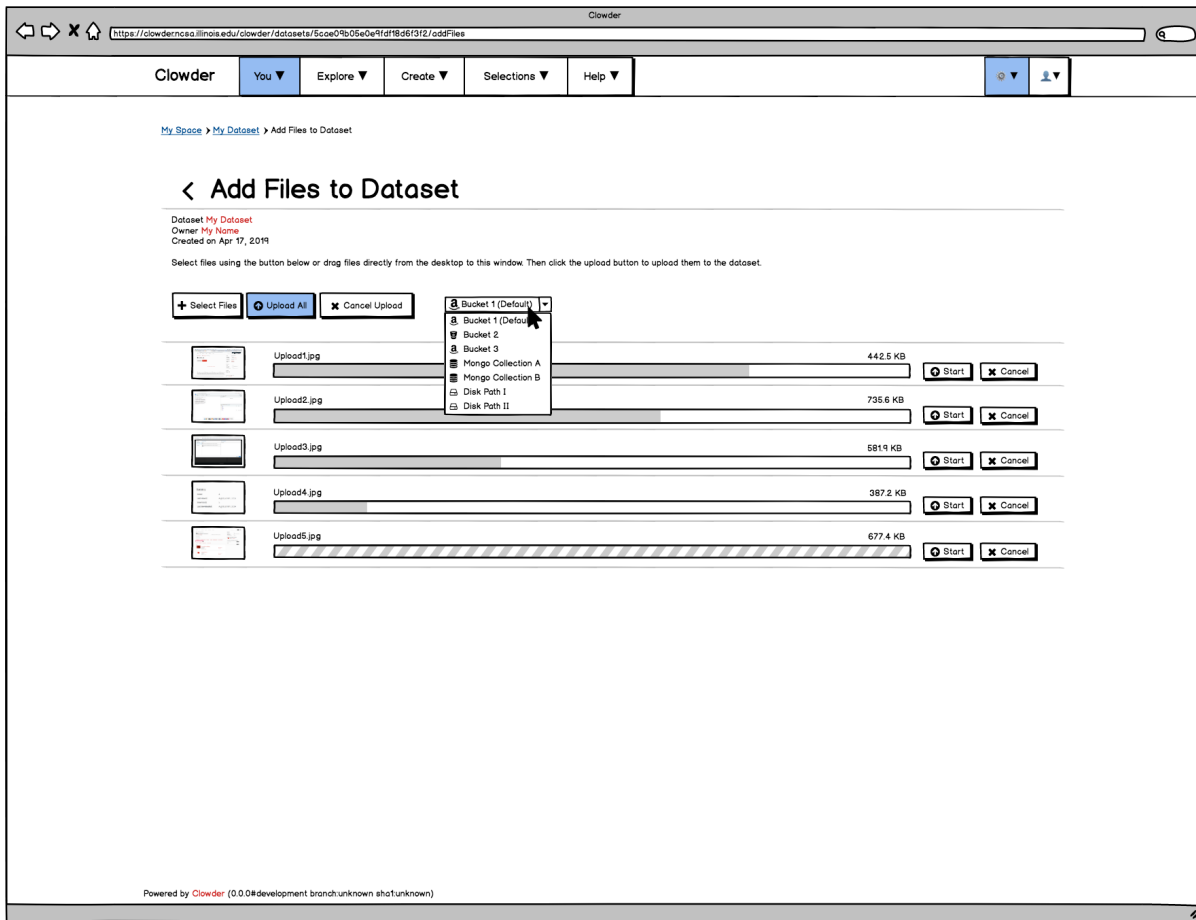 Clowder
https://clowder.ncsa.illinois.edu/clowder/datasets/5cae09b05e0e9fdf18d6f3f2/addFiles
Clowder You ▼ Explore ▼ Create ▼ Selections ▼ Help ▼
My Space > My Dataset > Add Files to Dataset
< Add Files to Dataset
Dataset My Dataset
Owner My Name
Created on Apr 17, 2019
Select files using the button below or drag files directly from the desktop to this window. Then click the upload button to upload them to the dataset.
Select Files Upload All Cancel Upload Bucket 1 (Default)
Bucket 1 (Defau
Bucket 2
Bucket 3
Mongo Collection A
Mongo Collection B
Disk Path I
Disk Path II
Upload1.jpg 442.5 KB
Start Cancel
Upload2.jpg 735.6 KB
Start Cancel
Upload3.jpg 581.9 KB
Start Cancel
Upload4.jpg 387.2 KB
Start Cancel
Upload5.jpg 677.4 KB
Start Cancel
Powered by Clowder (0.0.0#development branch:unknown sha1:unknown)